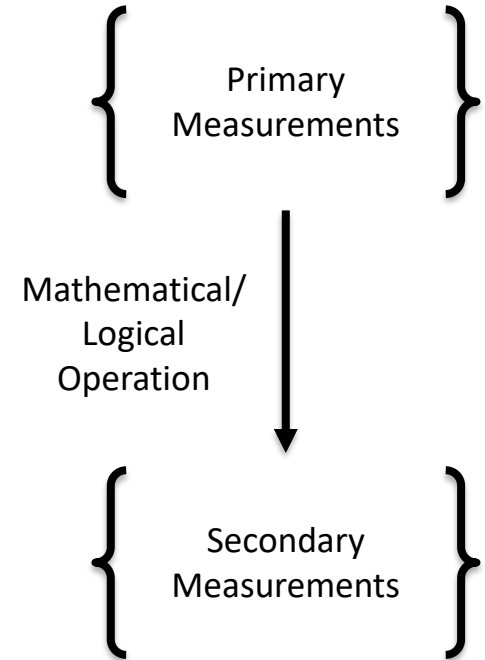 Primary
Measurements
Mathematical/
Logical
Operation
Secondary
Measurements